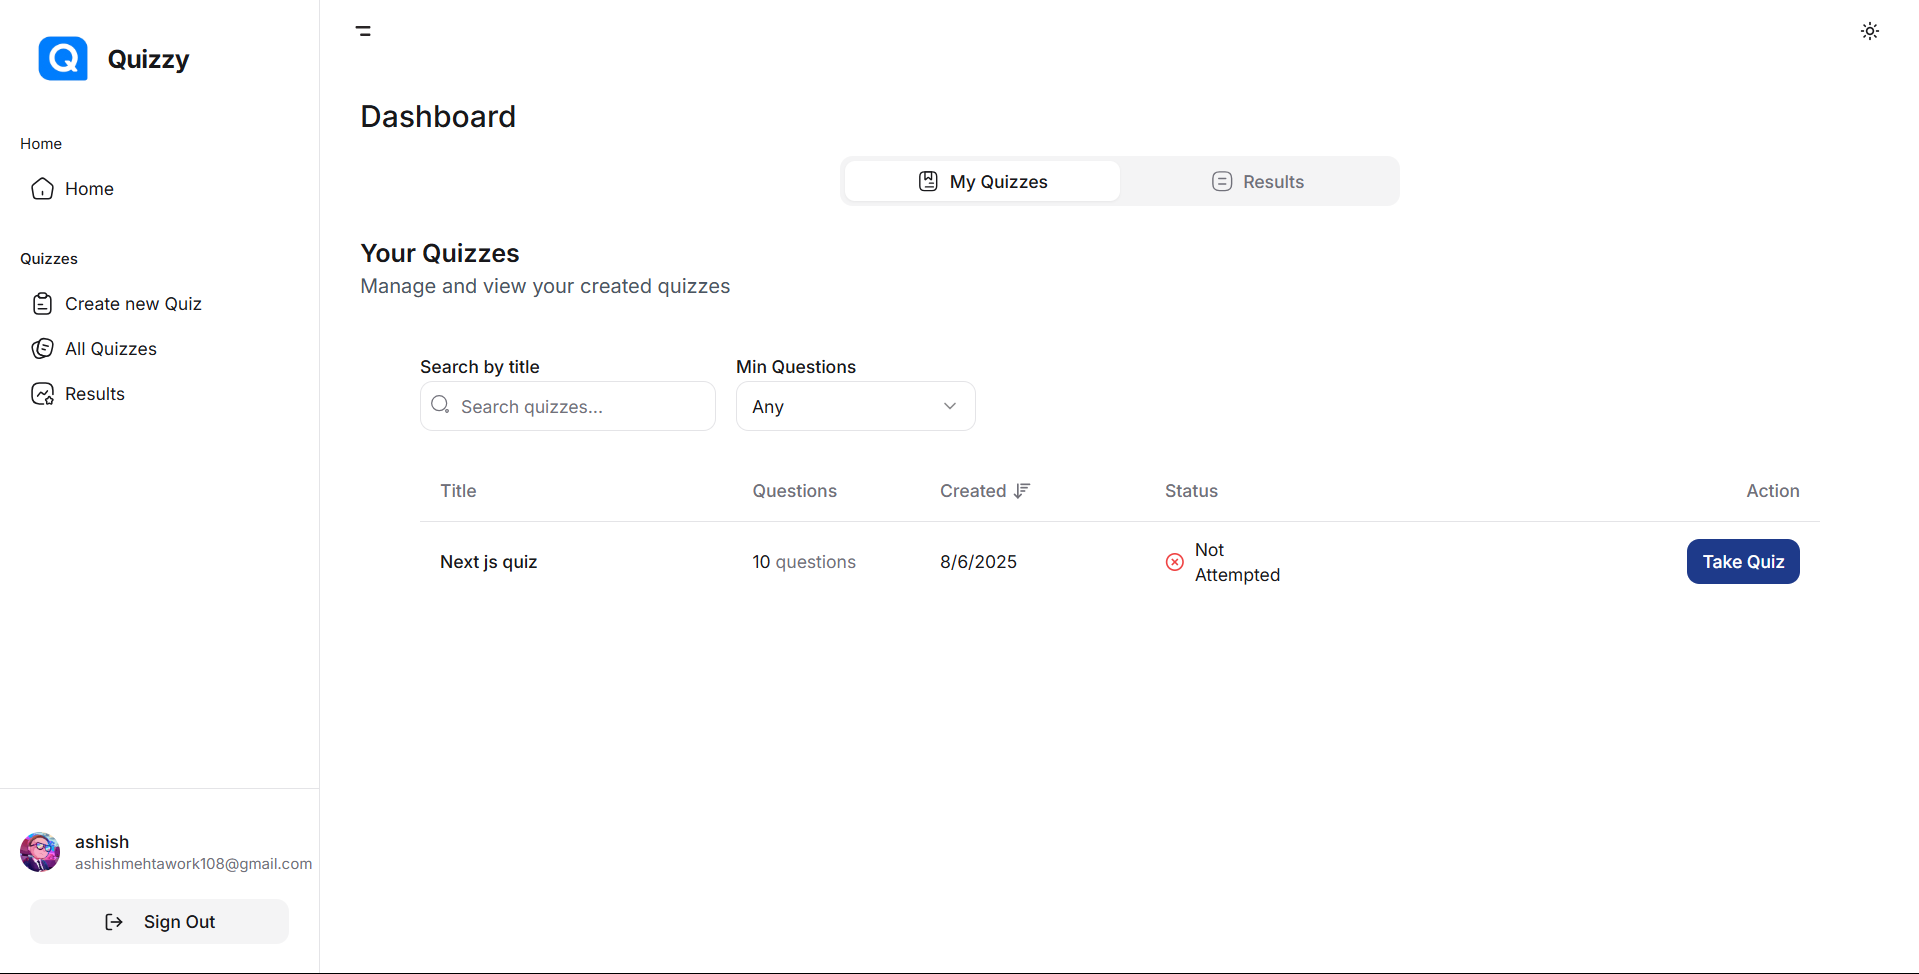 Q Quizzy
Home
Home
Quizzes
Create new Quiz
All Quizzes
Results
ashish
ashishmehtawork108@gmail.com
Sign Out
Dashboard
My Quizzes Results
Your Quizzes
Manage and view your created quizzes
Search by title Min Questions
Search quizzes... Any
Title Questions Created Status Action
Next js quiz 10 questions 8/6/2025 Not
Attempted Take Quiz